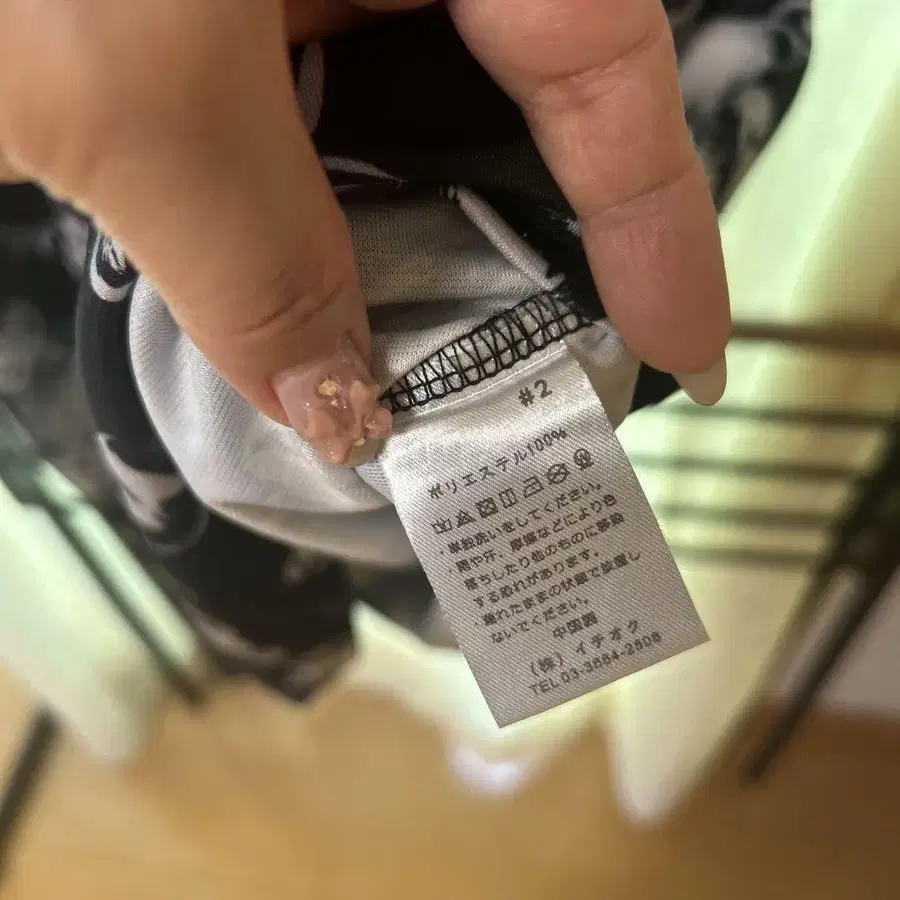 #2
ポリエステル100%
・単独洗いをしてください。
雨や汗、摩擦などにより色
落ちしたり他のものに移染
する恐れがあります。
濡れたままの状態で放置し
ないでください。
中国製
(株)イチオク
TEL03-3664-2508